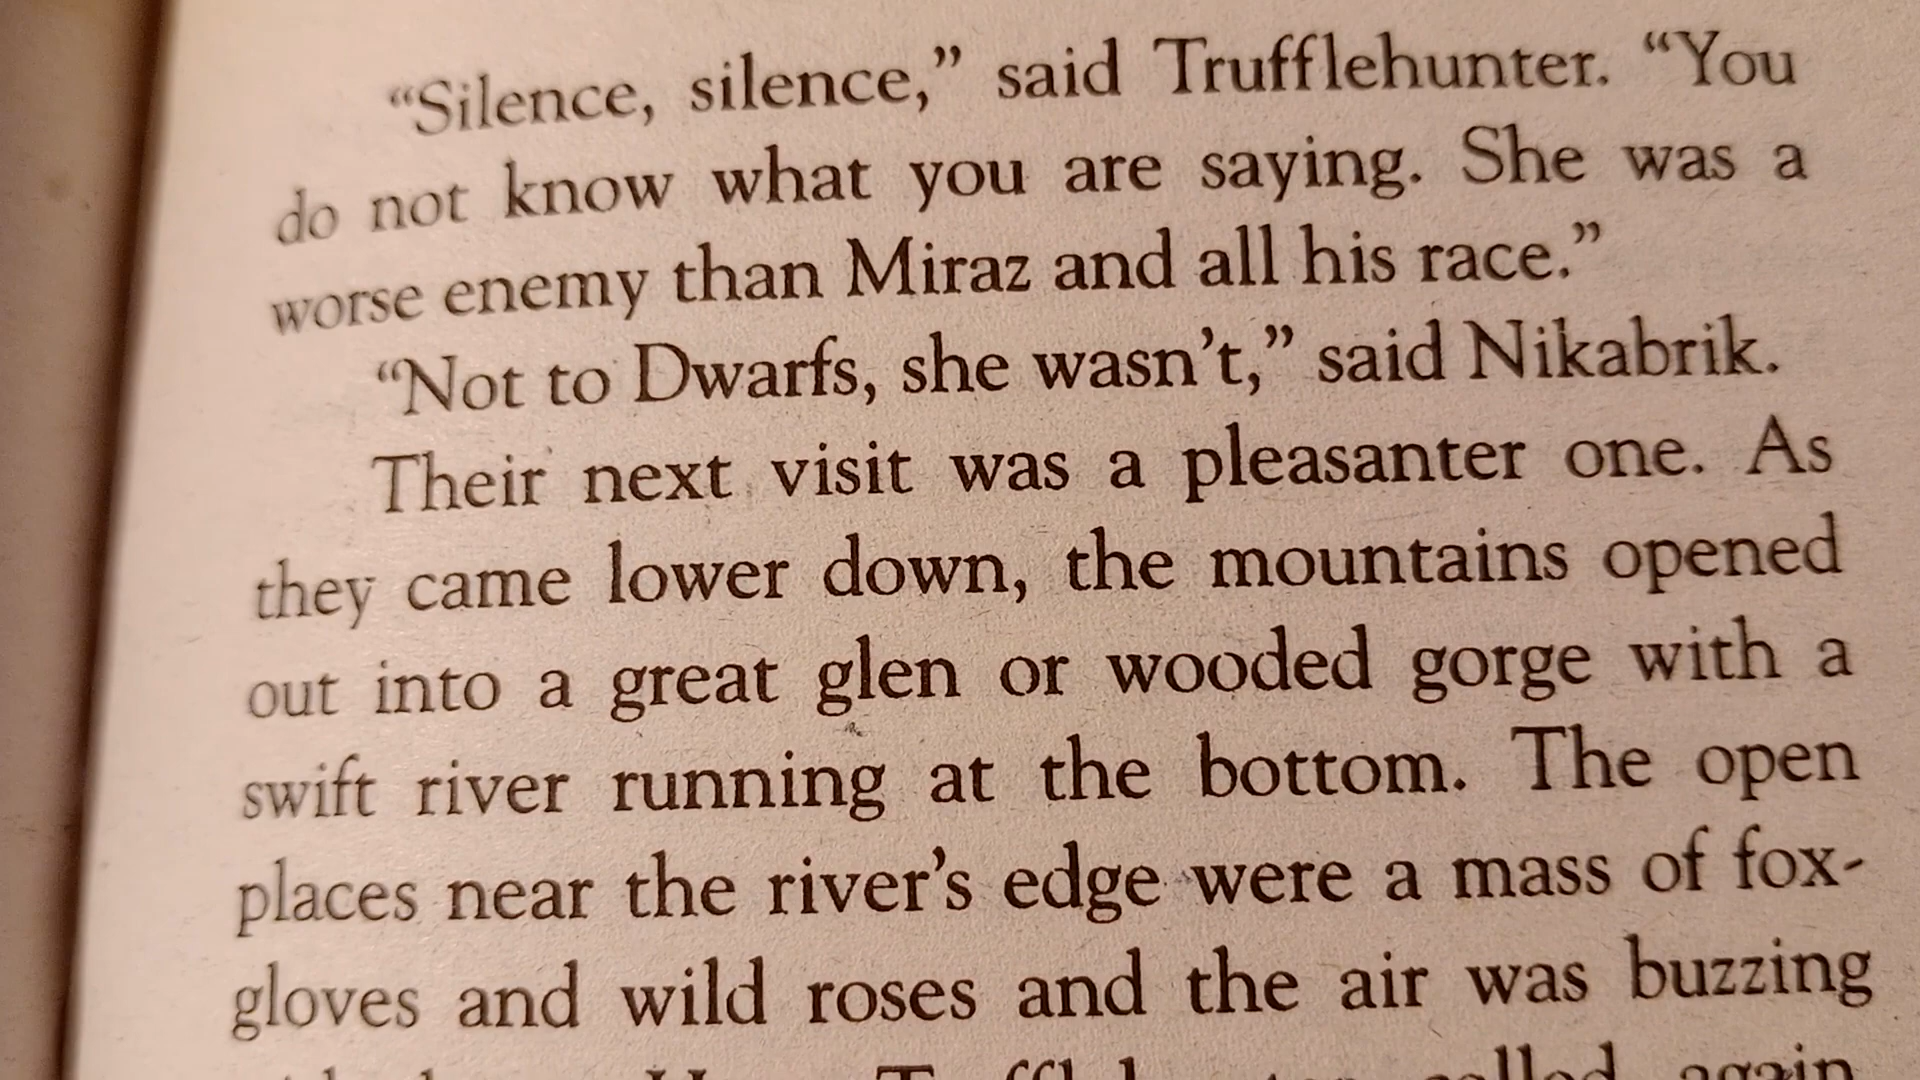 “Silence, silence,” said Trufflehunter. “You
do not know what you are saying. She was a
worse enemy than Miraz and all his race.”
“Not to Dwarfs, she wasn’t,” said Nikabrik.
Their next visit was a pleasanter one. As
they came lower down, the mountains opened
out into a great glen or wooded gorge with a
swift river running at the bottom. The open
places near the river’s edge were a mass of fox-
gloves and wild roses and the air was buzzing
called again